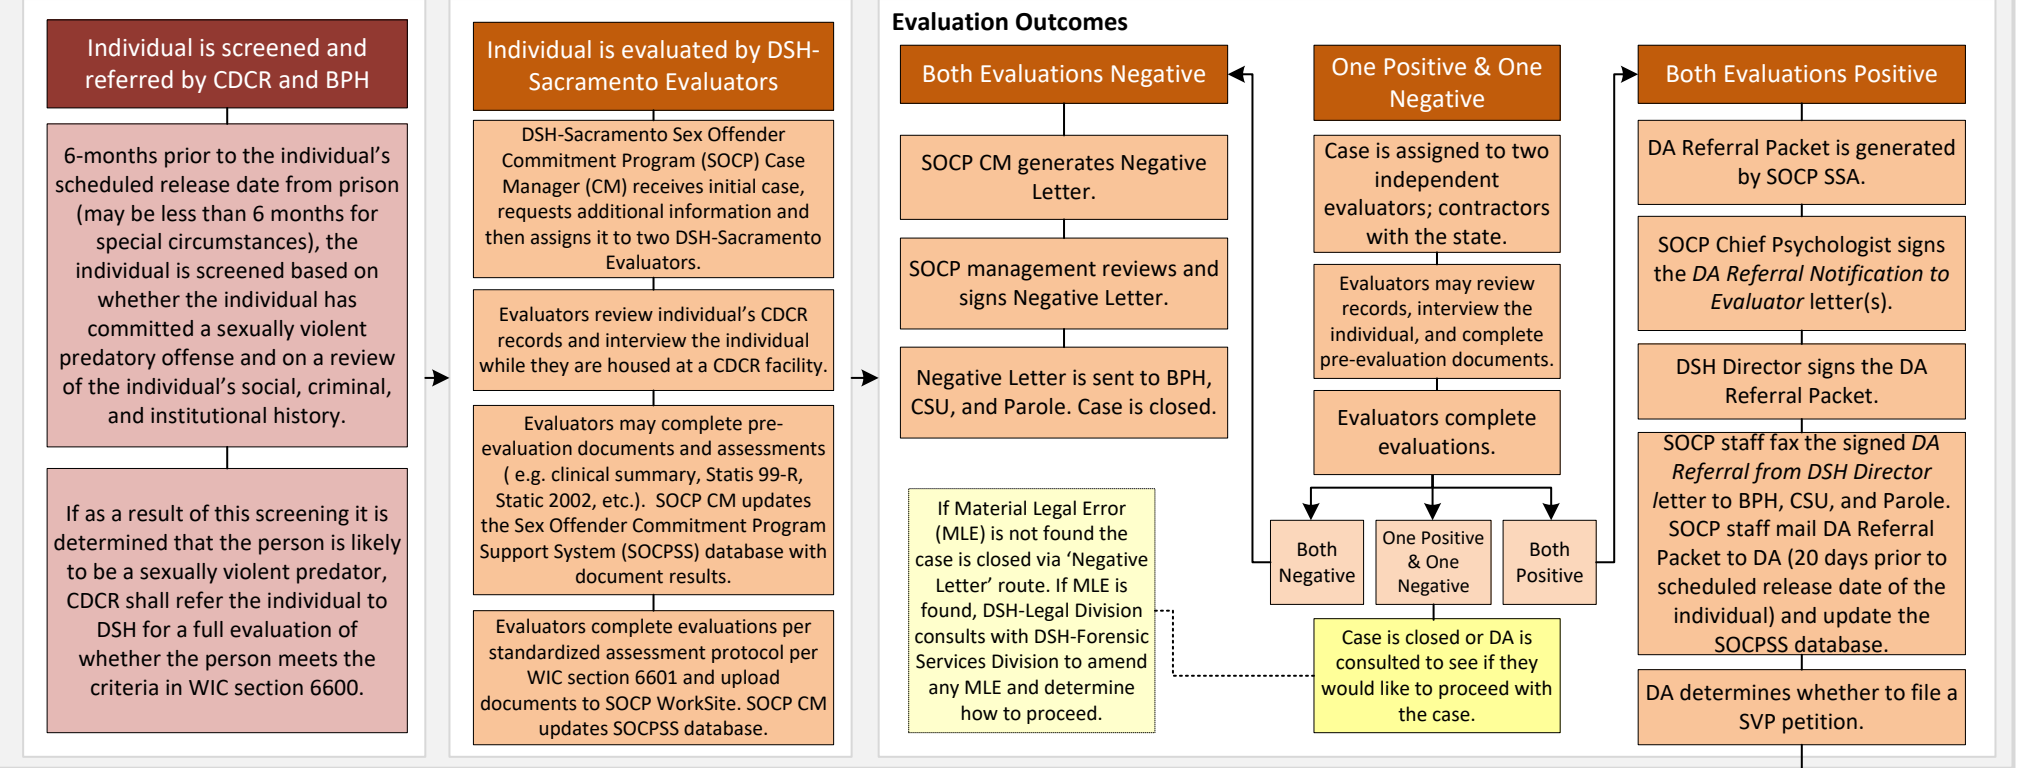 Individual is screened and
referred by CDCR and BPH
6-months prior to the individual’s
scheduled release date from prison
(may be less than 6 months for
special circumstances), the
individual is screened based on
whether the individual has
committed a sexually violent
predatory offense and on a review
of the individual’s social, criminal,
and institutional history.
If as a result of this screening it is
determined that the person is likely
to be a sexually violent predator,
CDCR shall refer the individual to
DSH for a full evaluation of
whether the person meets the
criteria in WIC section 6600.
Individual is evaluated by DSH-
Sacramento Evaluators
DSH-Sacramento Sex Offender
Commitment Program (SOCP) Case
Manager (CM) receives initial case,
requests additional information and
then assigns it to two DSH-Sacramento
Evaluators.
Evaluators review individual’s CDCR
records and interview the individual
while they are housed at a CDCR facility.
Evaluators may complete pre-
evaluation documents and assessments
( e.g. clinical summary, Statis 99-R,
Static 2002, etc.).  SOCP CM updates
the Sex Offender Commitment Program
Support System (SOCPSS) database with
document results.
Evaluators complete evaluations per
standardized assessment protocol per
WIC section 6601 and upload
documents to SOCP WorkSite. SOCP CM
updates SOCPSS database.
Evaluation Outcomes
Both Evaluations Negative
SOCP CM generates Negative
Letter.
SOCP management reviews and
signs Negative Letter.
Negative Letter is sent to BPH,
CSU, and Parole. Case is closed.
If Material Legal Error
(MLE) is not found the
case is closed via ‘Negative
Letter’ route. If MLE is
found, DSH-Legal Division
consults with DSH-Forensic
Services Division to amend
any MLE and determine
how to proceed.
One Positive & One
Negative
Case is assigned to two
independent
evaluators; contractors
with the state.
Evaluators may review
records, interview the
individual, and complete
pre-evaluation documents.
Evaluators complete
evaluations.
Both
Negative
One Positive
& One
Negative
Both
Positive
Case is closed or DA is
consulted to see if they
would like to proceed with
the case.
Both Evaluations Positive
DA Referral Packet is generated
by SOCP SSA.
SOCP Chief Psychologist signs
the DA Referral Notification to
Evaluator letter(s).
DSH Director signs the DA
Referral Packet.
SOCP staff fax the signed DA
Referral from DSH Director
letter to BPH, CSU, and Parole.
SOCP staff mail DA Referral
Packet to DA (20 days prior to
scheduled release date of the
individual) and update the
SOCPSS database.
DA determines whether to file a
SVP petition.